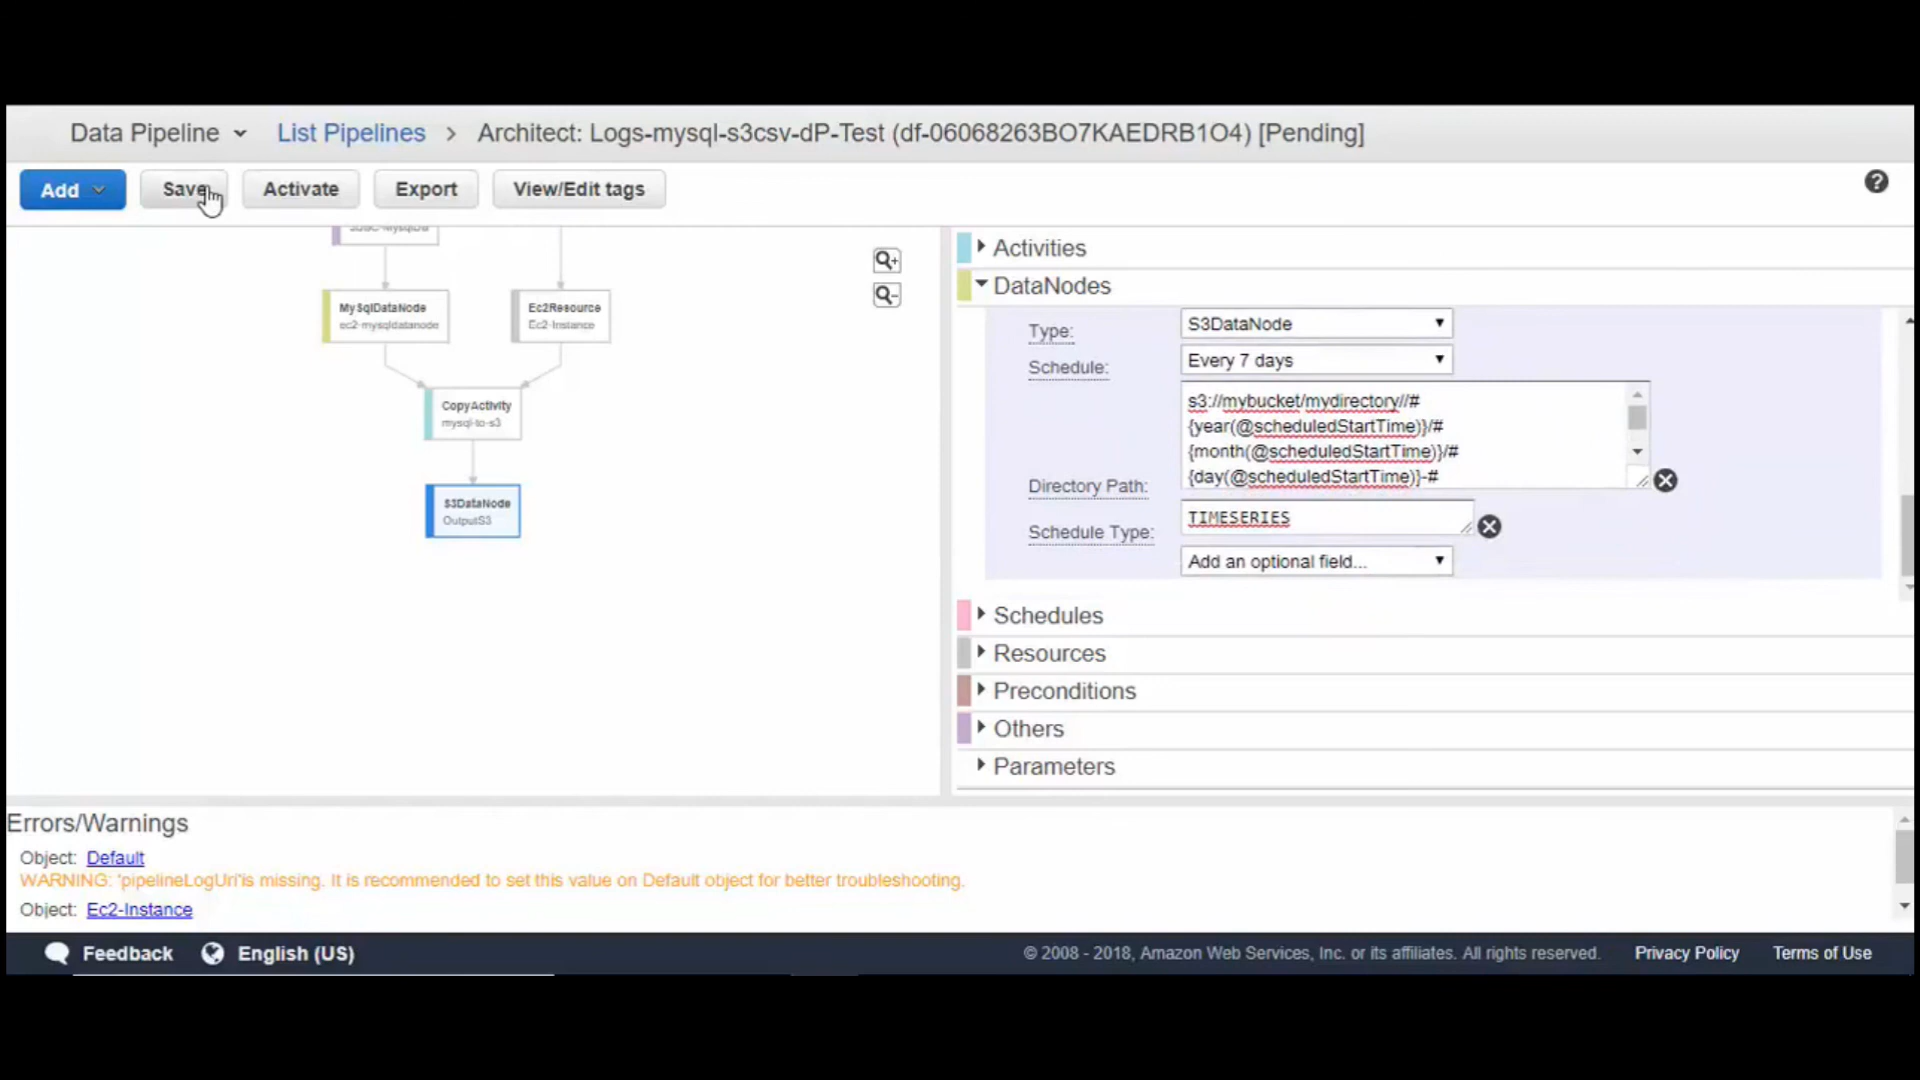 Data Pipeline List Pipelines > Architect: Logs-mysql-s3csv-dP-Test (df-06068263BO7KAEDRB1O4) [Pending]
Add Save Activate Export View/Edit tags ?
MySqlDataNode
ec2-mysqldatanode
Ec2Resource
Ec2-Instance
CopyActivity
mysql-to-s3
S3DataNode
OutputS3
Activities
DataNodes
Type: S3DataNode
Schedule: Every 7 days
s3://mybucket/mydirectory//#
{year(@scheduledStartTime)}/#
{month(@scheduledStartTime)}/#
{day(@scheduledStartTime)}-#
Directory Path:
Schedule Type: TIMESERIES
Add an optional field...
Schedules
Resources
Preconditions
Others
Parameters
Errors/Warnings
Object: Default
WARNING: 'pipelineLogUri'is missing. It is recommended to set this value on Default object for better troubleshooting.
Object: Ec2-Instance
Feedback English (US) © 2008 - 2018, Amazon Web Services, Inc. or its affiliates. All rights reserved. Privacy Policy Terms of Use